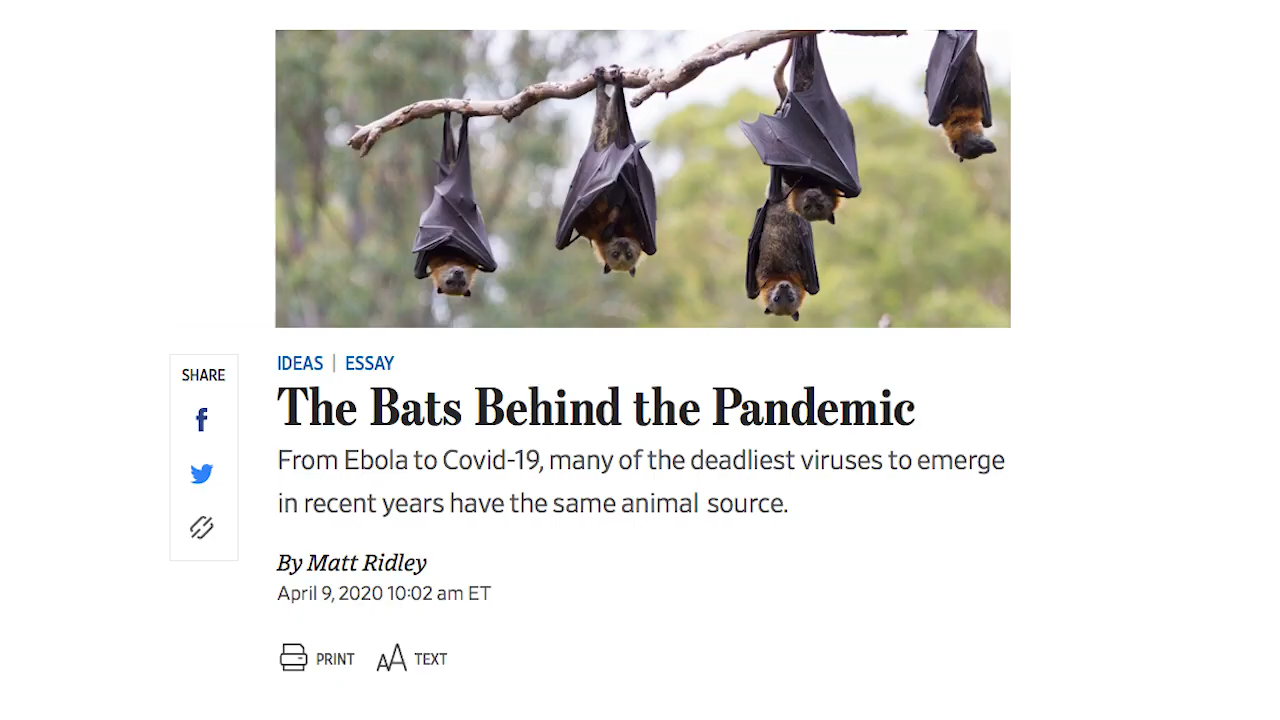 SHARE
IDEAS | ESSAY
The Bats Behind the Pandemic
From Ebola to Covid-19, many of the deadliest viruses to emerge
in recent years have the same animal source.
By Matt Ridley
April 9, 2020 10:02 am ET
PRINT
TEXT